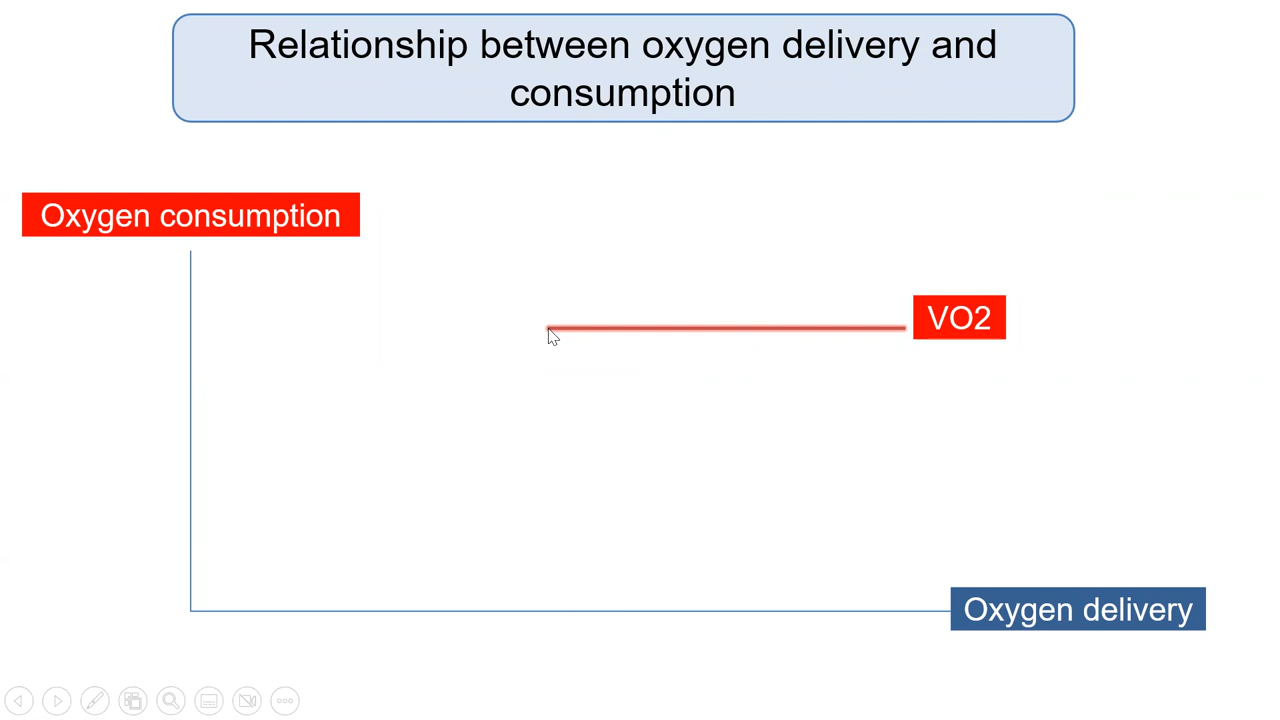 Relationship between oxygen delivery and
consumption
Oxygen consumption
VO2
Oxygen delivery